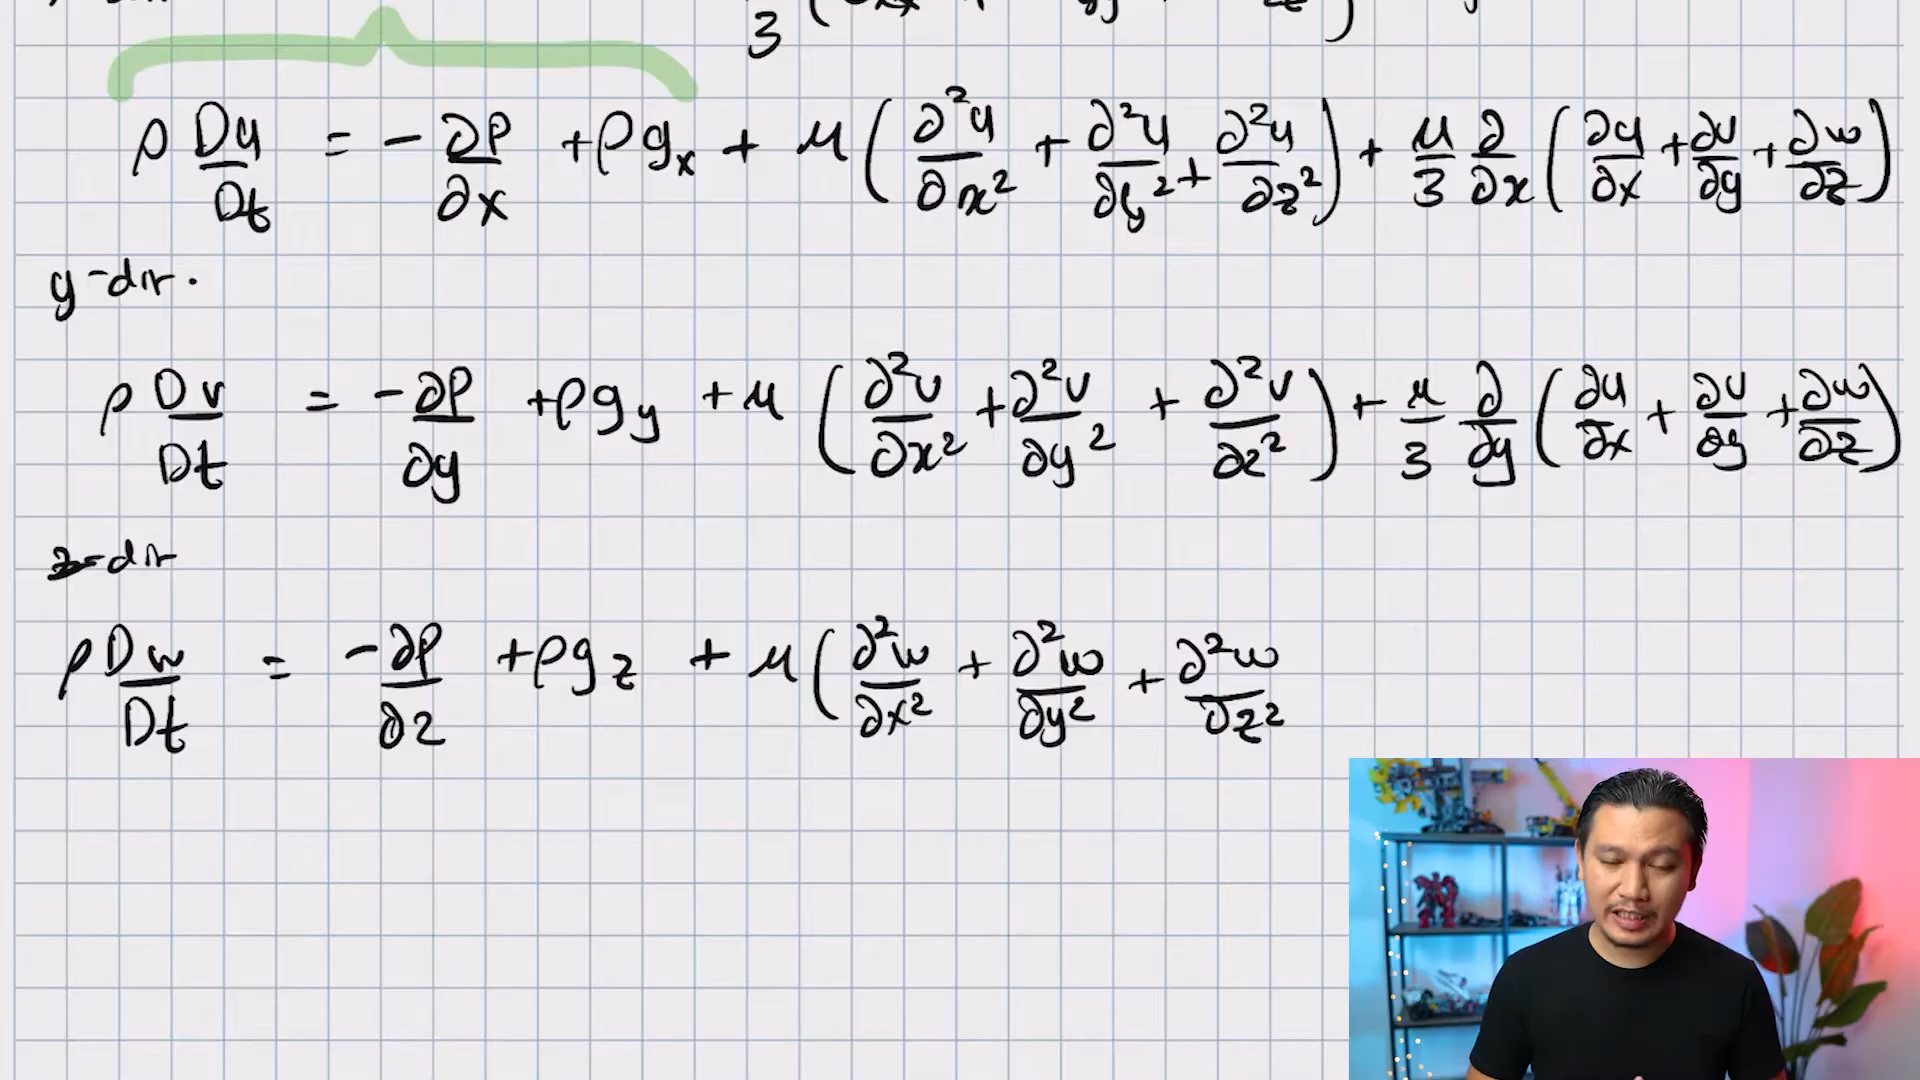 3
ρ Du/Dt = -∂P/∂x + ρg_x + μ(∂²u/∂x² + ∂²u/∂y² + ∂²u/∂z²) + μ/3 ∂/∂x (∂u/∂x + ∂v/∂y + ∂w/∂z)
y-dir.
ρ Dv/Dt = -∂P/∂y + ρg_y + μ (∂²v/∂x² + ∂²v/∂y² + ∂²v/∂z²) + μ/3 ∂/∂y (∂u/∂x + ∂v/∂y + ∂w/∂z)
z-dir
ρ Dw/Dt = -∂P/∂z + ρg_z + μ(∂²w/∂x² + ∂²w/∂y² + ∂²w/∂z²